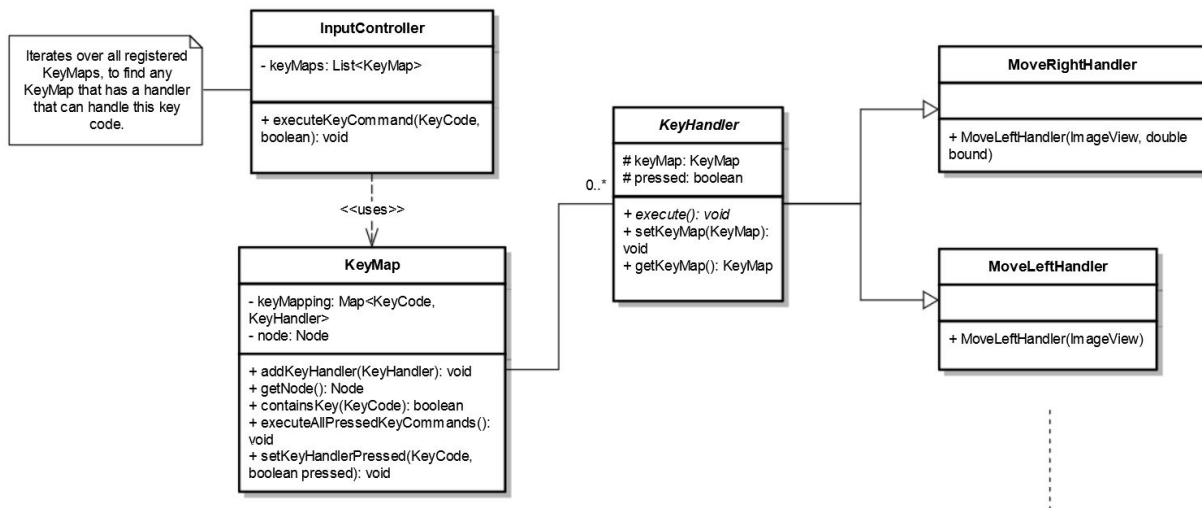 Iterates over all registered
KeyMaps, to find any
KeyMap that has a handler
that can handle this key
code.
InputController
- keyMaps: List<KeyMap>
+ executeKeyCommand(KeyCode,
boolean): void
<<uses>>
KeyMap
- keyMapping: Map<KeyCode,
KeyHandler>
- node: Node
+ addKeyHandler(KeyHandler): void
+ getNode(): Node
+ containsKey(KeyCode): boolean
+ executeAllPressedKeyCommands():
void
+ setKeyHandlerPressed(KeyCode,
boolean pressed): void
0..*
KeyHandler
# keyMap: KeyMap
# pressed: boolean
+ execute(): void
+ setKeyMap(KeyMap):
void
+ getKeyMap(): KeyMap
MoveRightHandler
+ MoveLeftHandler(ImageView, double
bound)
MoveLeftHandler
+ MoveLeftHandler(ImageView)